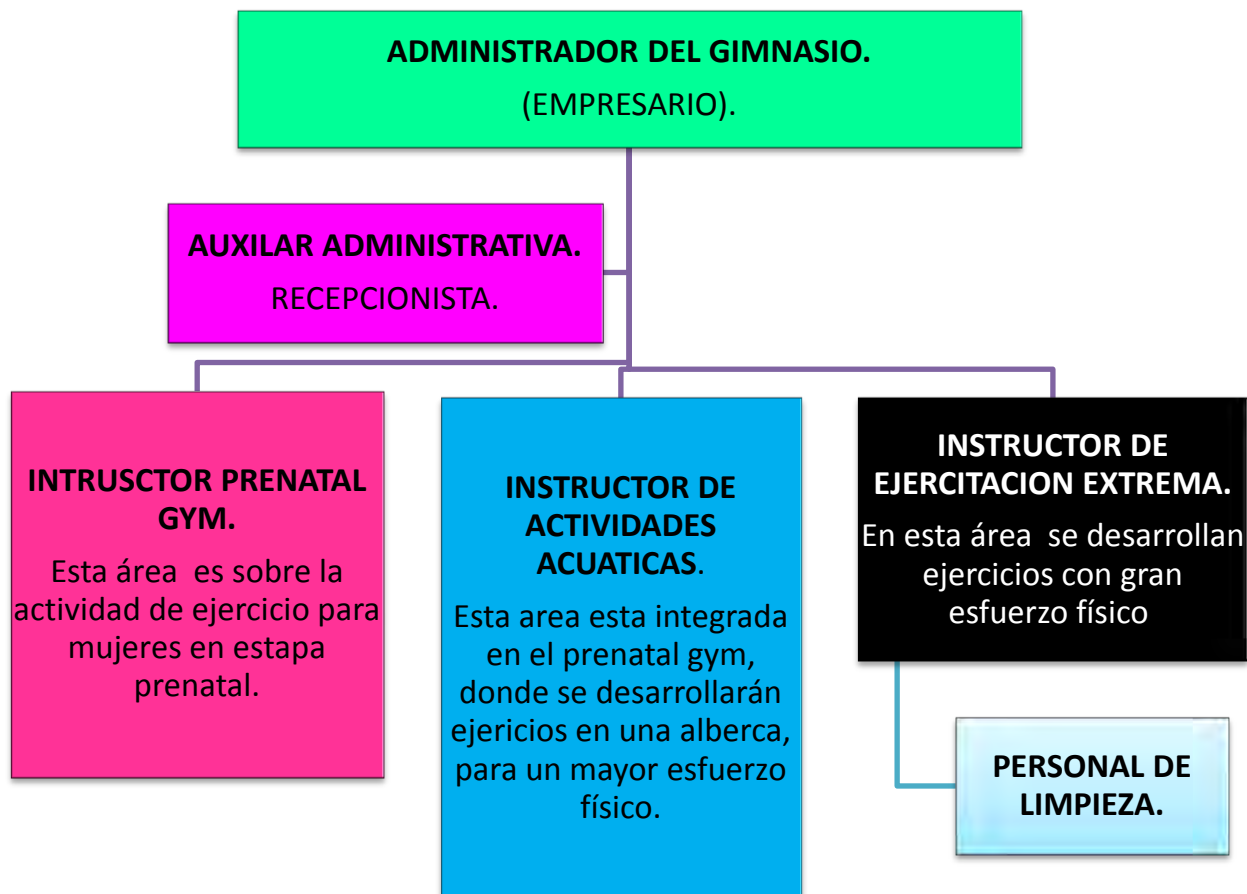 ADMINISTRADOR DEL GIMNASIO.
(EMPRESARIO).
AUXILAR ADMINISTRATIVA.
RECEPCIONISTA.
INTRUSCTOR PRENATAL
GYM.
Esta área es sobre la
actividad de ejercicio para
mujeres en estapa
prenatal.
INSTRUCTOR DE
ACTIVIDADES
ACUATICAS.
Esta area esta integrada
en el prenatal gym,
donde se desarrollarán
ejericios en una alberca,
para un mayor esfuerzo
físico.
INSTRUCTOR DE
EJERCITACION EXTREMA.
En esta área se desarrollan
ejercicios con gran
esfuerzo físico
PERSONAL DE
LIMPIEZA.